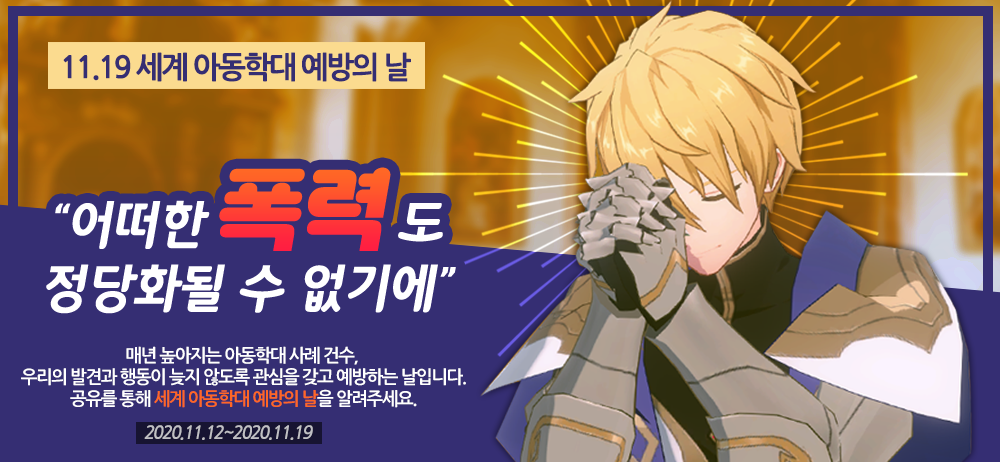 11.19 세계 아동학대 예방의 날
“어떠한 폭력도
정당화될 수 없기에”
매년 높아지는 아동학대 사례 건수,
우리의 발견과 행동이 늦지 않도록 관심을 갖고 예방하는 날입니다.
공유를 통해 세계 아동학대 예방의 날을 알려주세요.
2020.11.12~2020.11.19